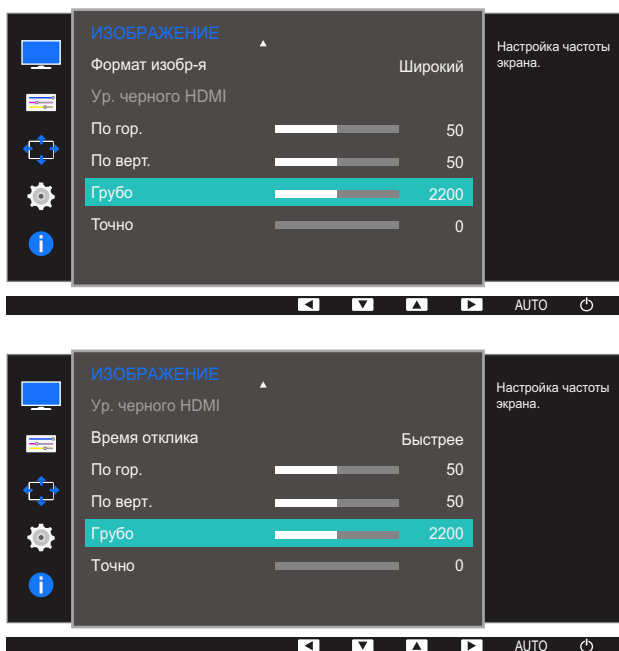 ИЗОБРАЖЕНИЕ
Формат изобр-я Широкий
Ур. черного HDMI
По гор. 50
По верт. 50
Грубо 2200
Точно 0
Настройка частоты
экрана.
AUTO
ИЗОБРАЖЕНИЕ
Ур. черного HDMI
Время отклика Быстрее
По гор. 50
По верт. 50
Грубо 2200
Точно 0
Настройка частоты
экрана.
AUTO